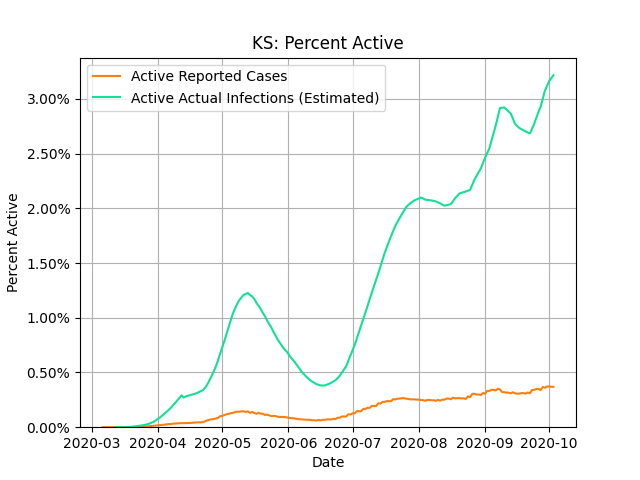 KS: Percent Active
Active Reported Cases
Active Actual Infections (Estimated)
Percent Active
3.00%
2.50%
2.00%
1.50%
1.00%
0.50%
0.00%
2020-03 2020-04 2020-05 2020-06 2020-07 2020-08 2020-09 2020-10
Date